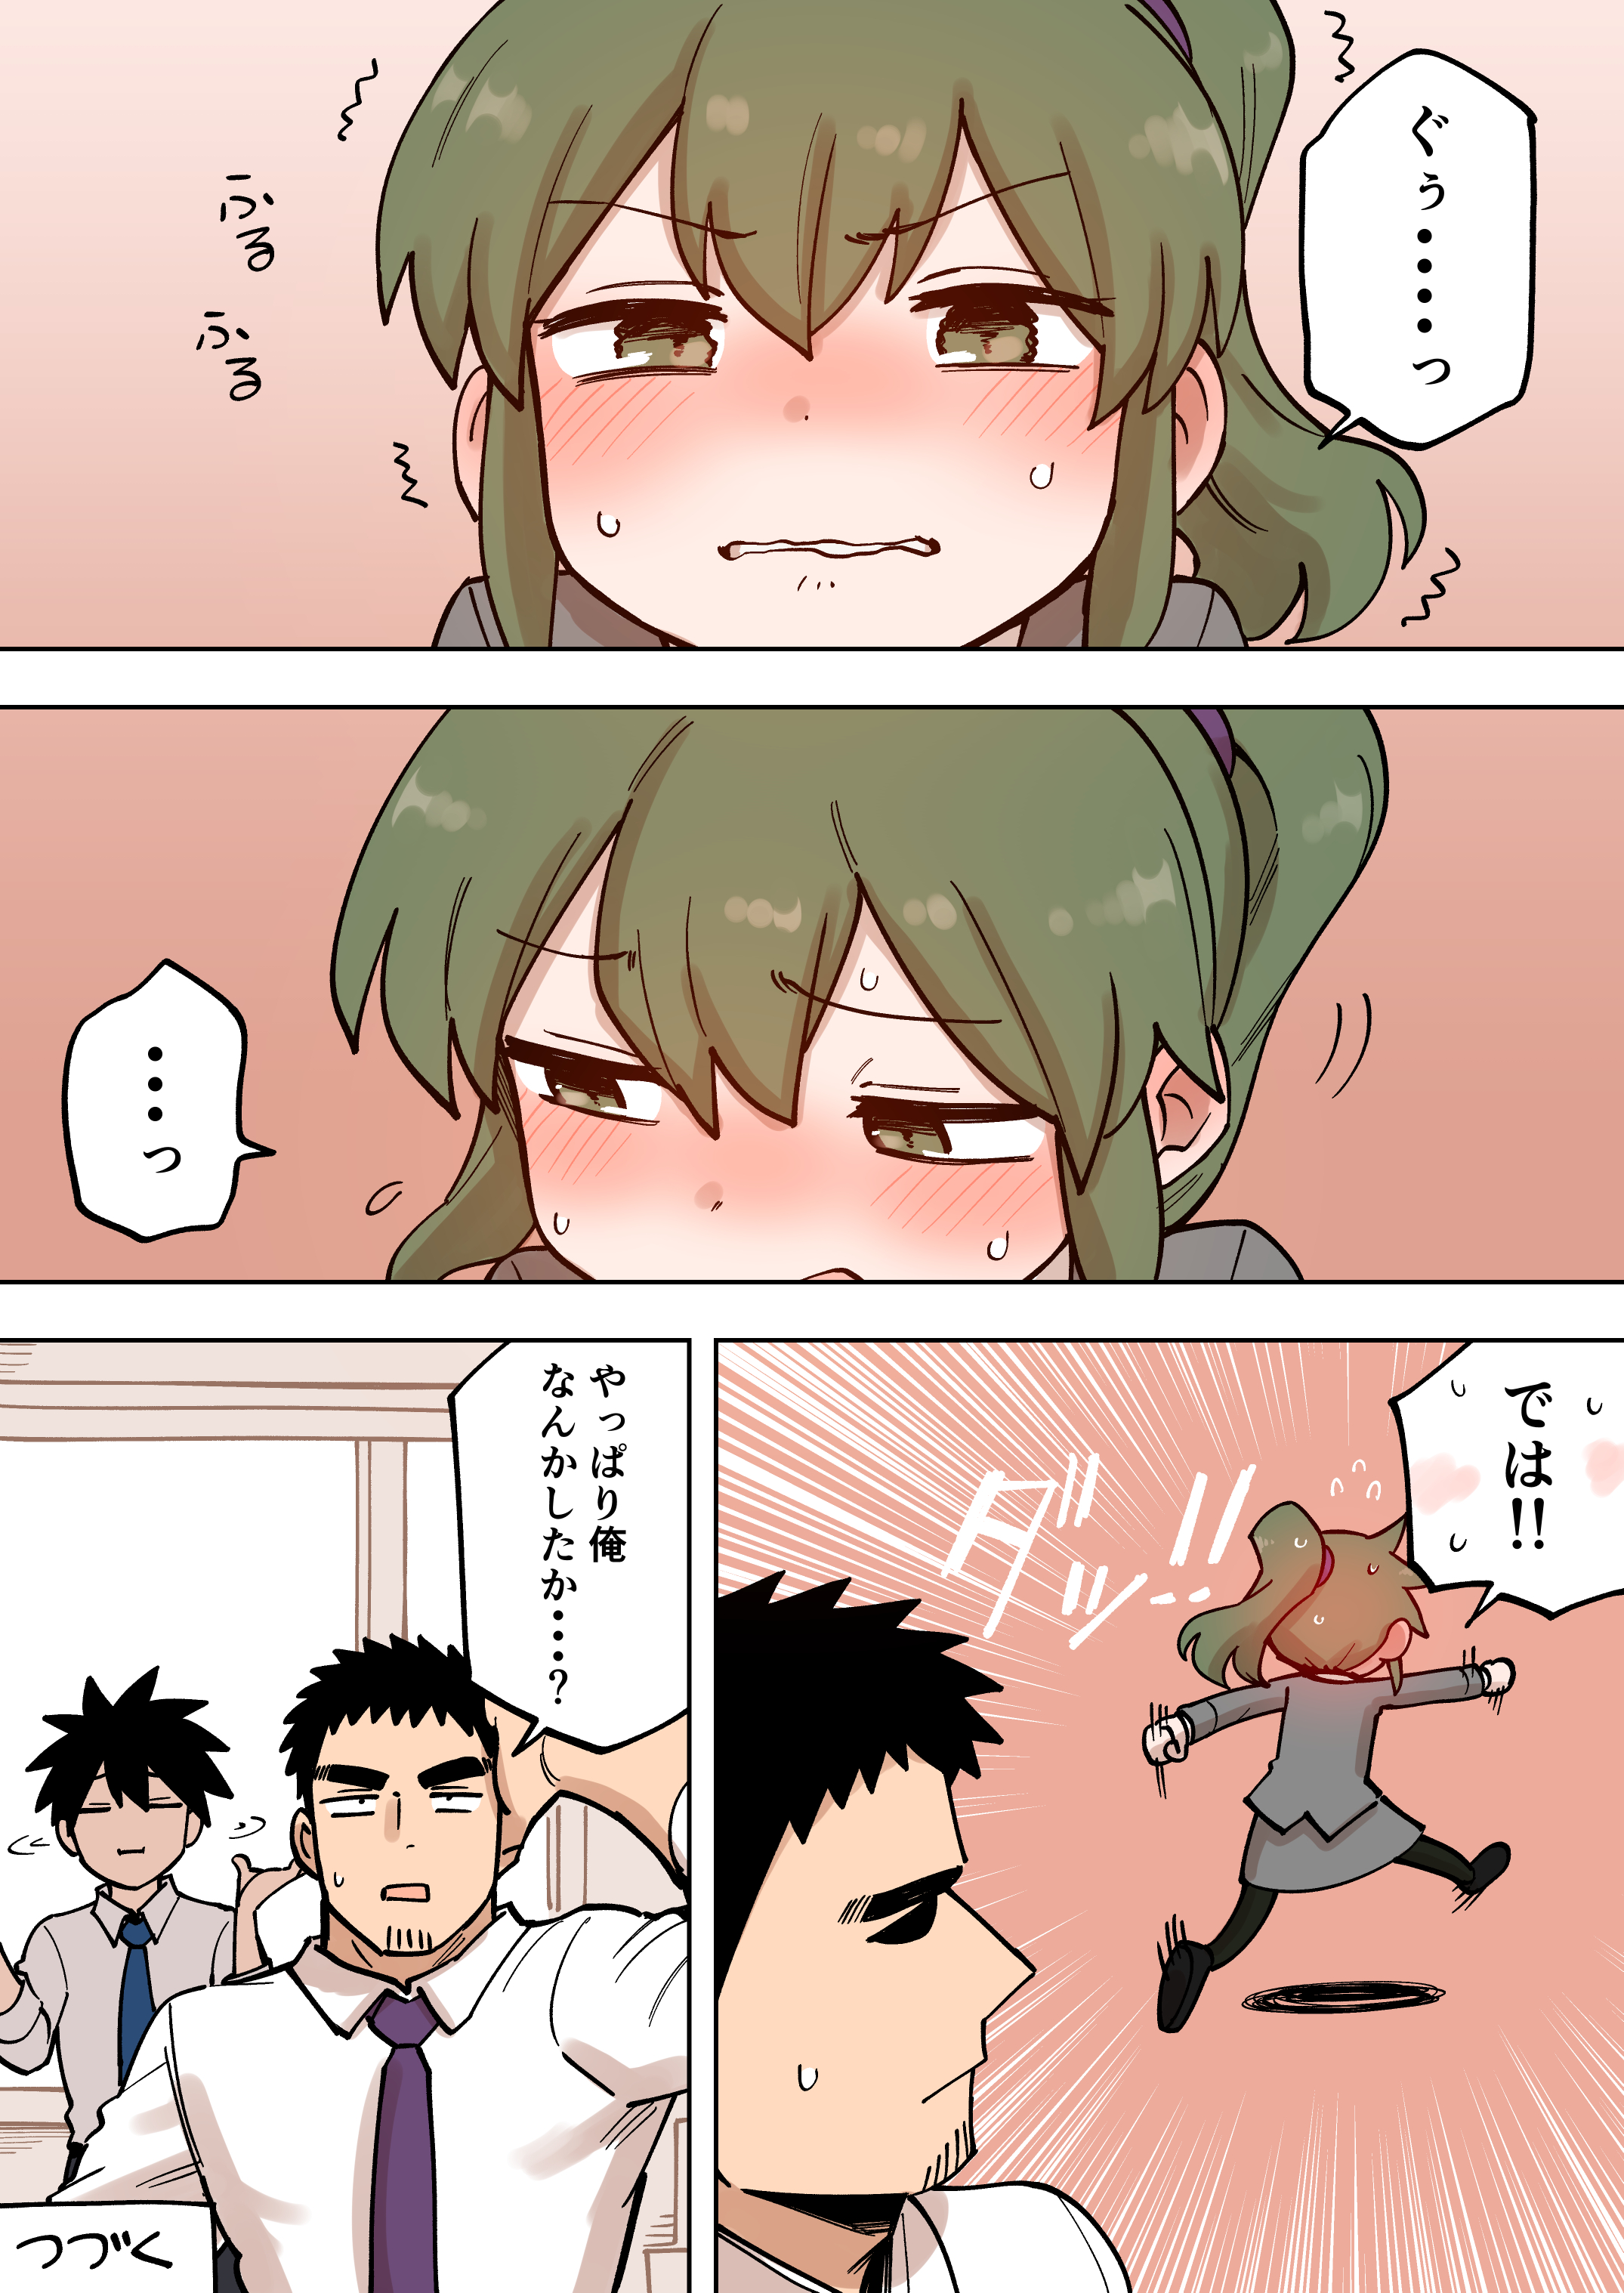 ぐぅ・・・・っ
ふる
ふる
・・・っ
では!!
ダッ!!
やっぱり俺
なんかしたか・・・・?
つづく